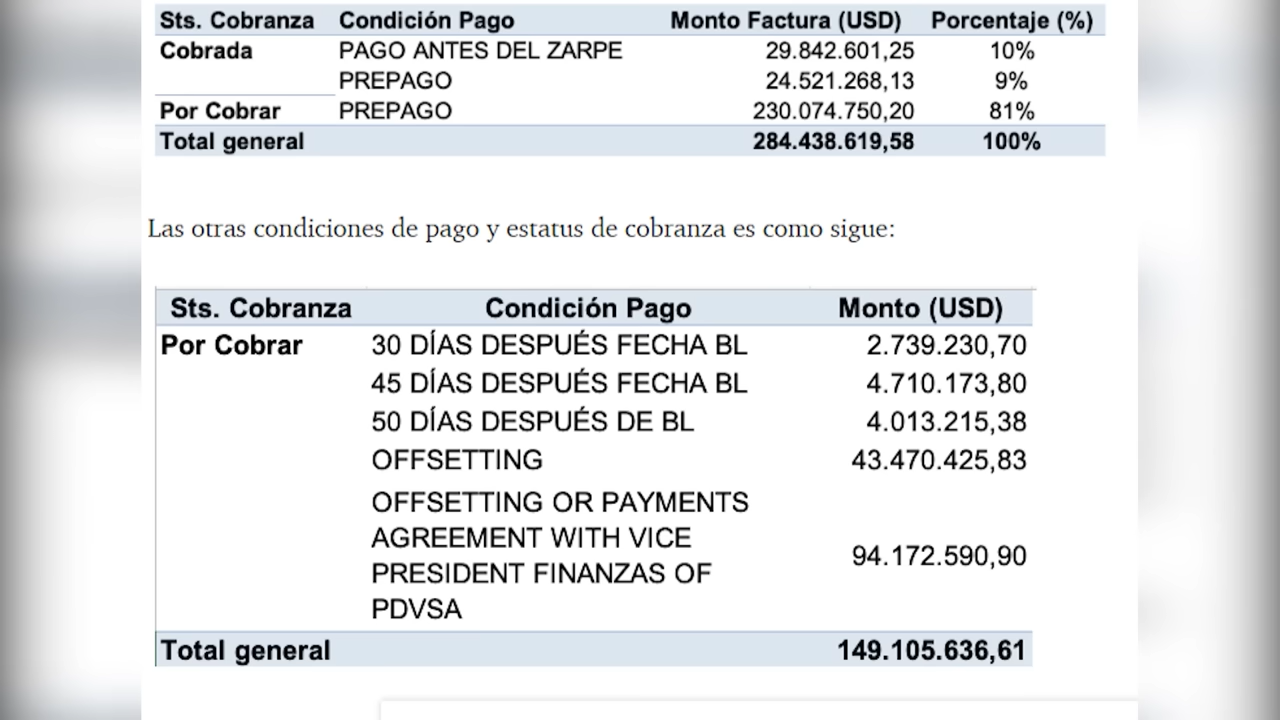 Sts. Cobranza Condición Pago Monto Factura (USD) Porcentaje (%)
Cobrada PAGO ANTES DEL ZARPE 29.842.601,25 10%
PREPAGO 24.521.268,13 9%
Por Cobrar PREPAGO 230.074.750,20 81%
Total general 284.438.619,58 100%
Las otras condiciones de pago y estatus de cobranza es como sigue:
Sts. Cobranza Condición Pago Monto (USD)
Por Cobrar 30 DÍAS DESPUÉS FECHA BL 2.739.230,70
45 DÍAS DESPUÉS FECHA BL 4.710.173,80
50 DÍAS DESPUÉS DE BL 4.013.215,38
OFFSETTING 43.470.425,83
OFFSETTING OR PAYMENTS
AGREEMENT WITH VICE
PRESIDENT FINANZAS OF
PDVSA
94.172.590,90
Total general 149.105.636,61